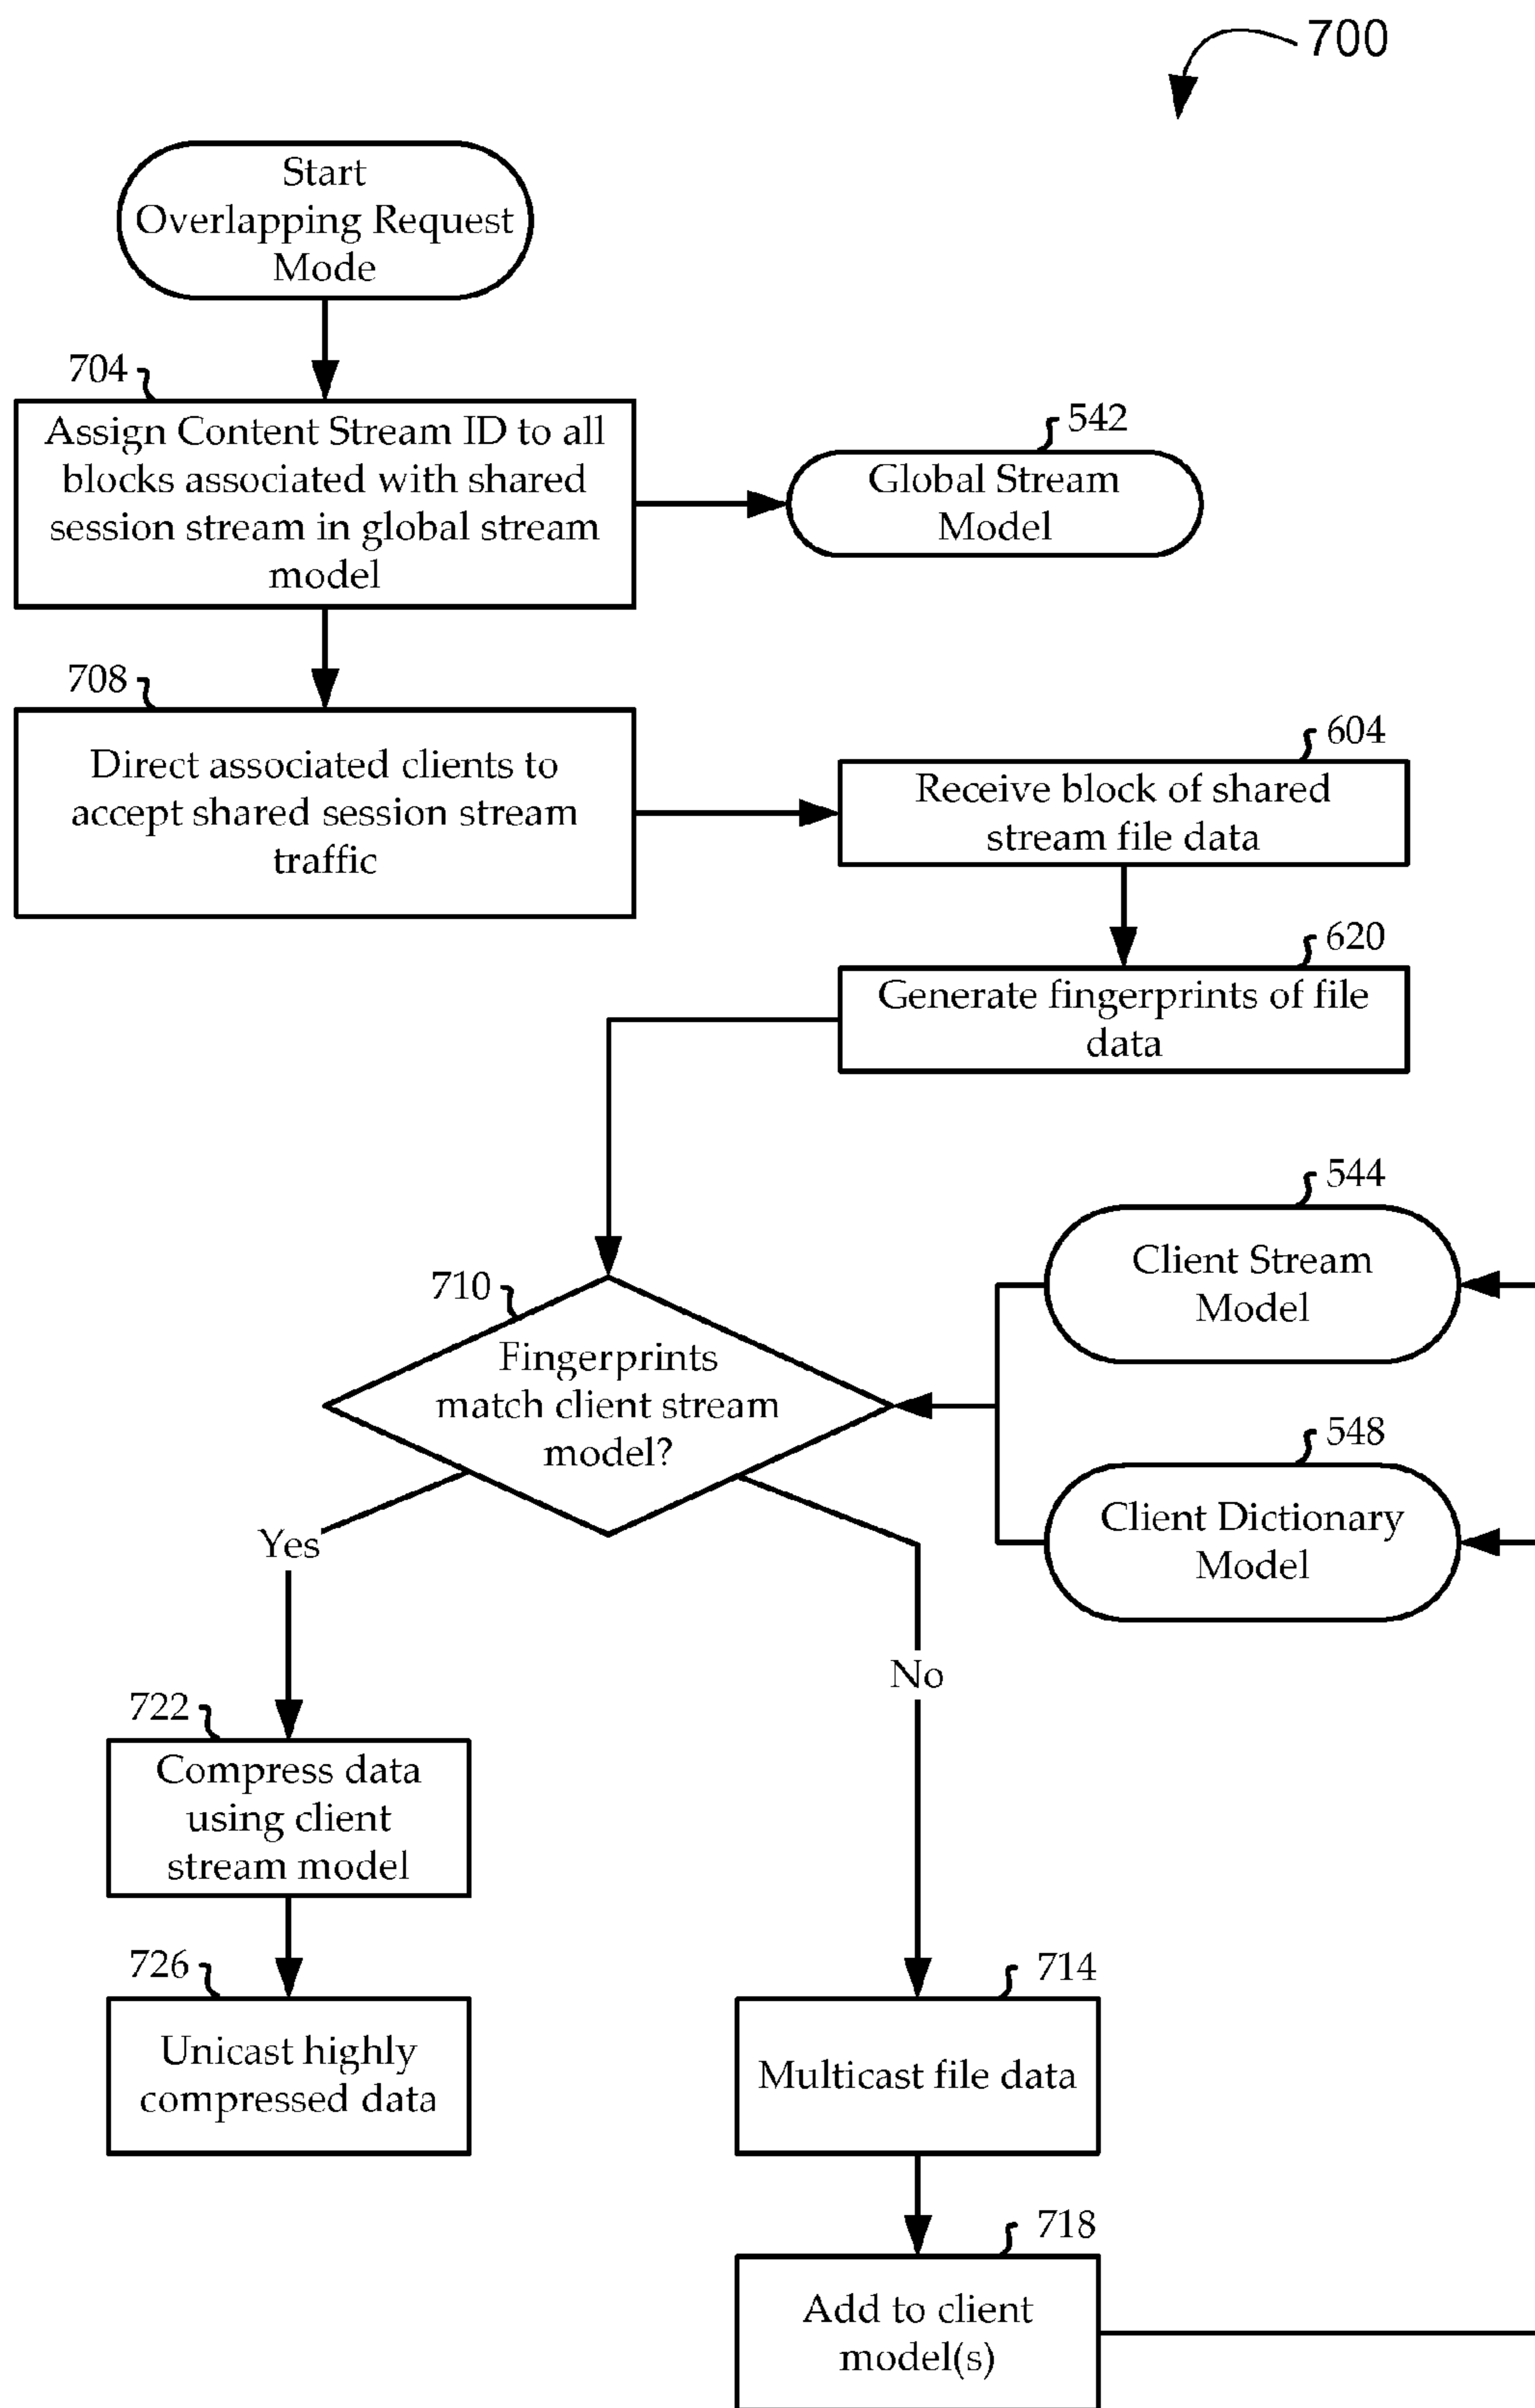 700
Start
Overlapping Request
Mode
704
Assign Content Stream ID to all
blocks associated with shared
session stream in global stream
model
542
Global Stream
Model
708
Direct associated clients to
accept shared session stream
traffic
604
Receive block of shared
stream file data
620
Generate fingerprints of file
data
544
Client Stream
Model
710
Fingerprints
match client stream
model?
548
Client Dictionary
Model
Yes
No
722
Compress data
using client
stream model
726
Unicast highly
compressed data
714
Multicast file data
718
Add to client
model(s)